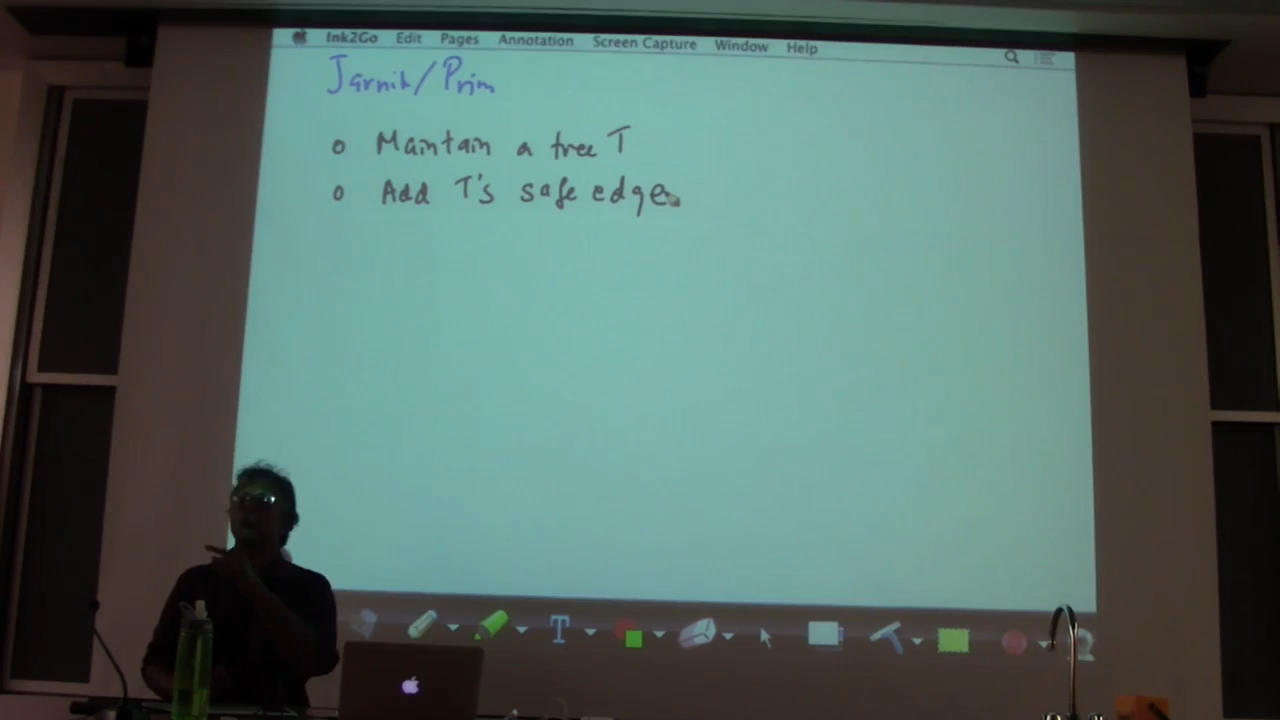 Ink2Go Edit Pages Annotation Screen Capture Window Help
Jarnik/Prim
o Maintain a tree T
o Add T's safe edge
T